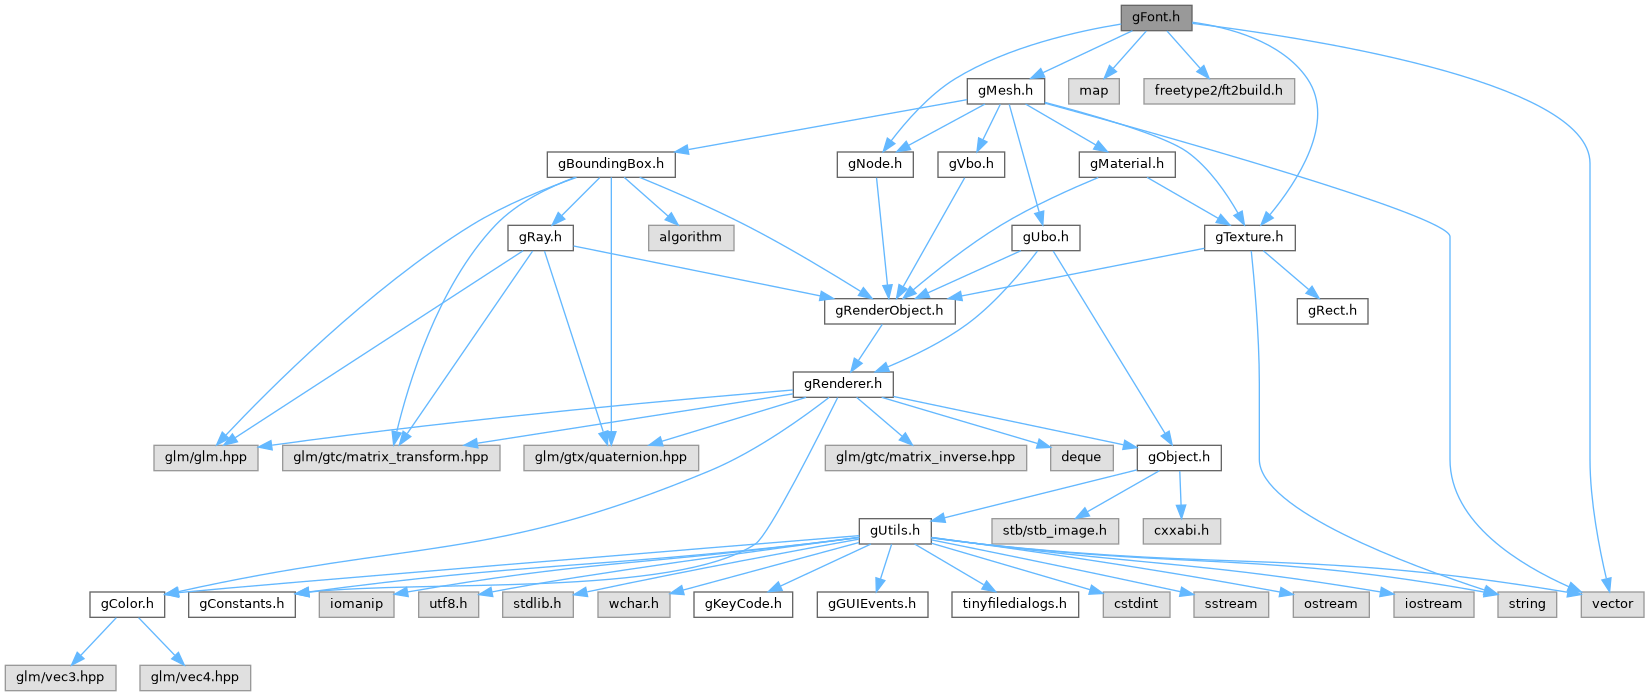 gFont.h
gMesh.h
map
freetype2/ft2build.h
gBoundingBox.h
gNode.h
gVbo.h
gMaterial.h
gRay.h
algorithm
gUbo.h
gTexture.h
gRenderObject.h
gRect.h
gRenderer.h
glm/glm.hpp
glm/gtc/matrix_transform.hpp
glm/gtx/quaternion.hpp
glm/gtc/matrix_inverse.hpp
deque
gObject.h
gUtils.h
stb/stb_image.h
cxxabi.h
gColor.h
gConstants.h
iomanip
utf8.h
stdlib.h
wchar.h
gKeyCode.h
gGUIEvents.h
tinyfiledialogs.h
cstdint
sstream
ostream
iostream
string
vector
glm/vec3.hpp
glm/vec4.hpp